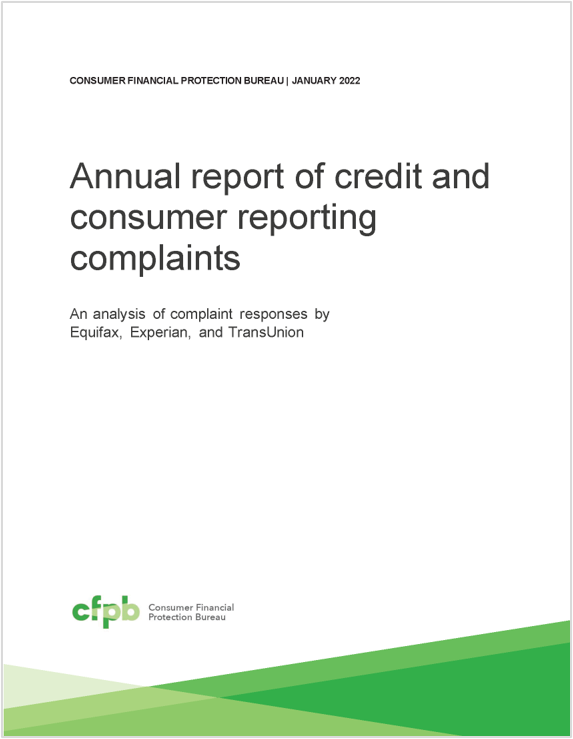 CONSUMER FINANCIAL PROTECTION BUREAU | JANUARY 2022
Annual report of credit and
consumer reporting
complaints
An analysis of complaint responses by
Equifax, Experian, and TransUnion
cfpb
Consumer Financial
Protection Bureau